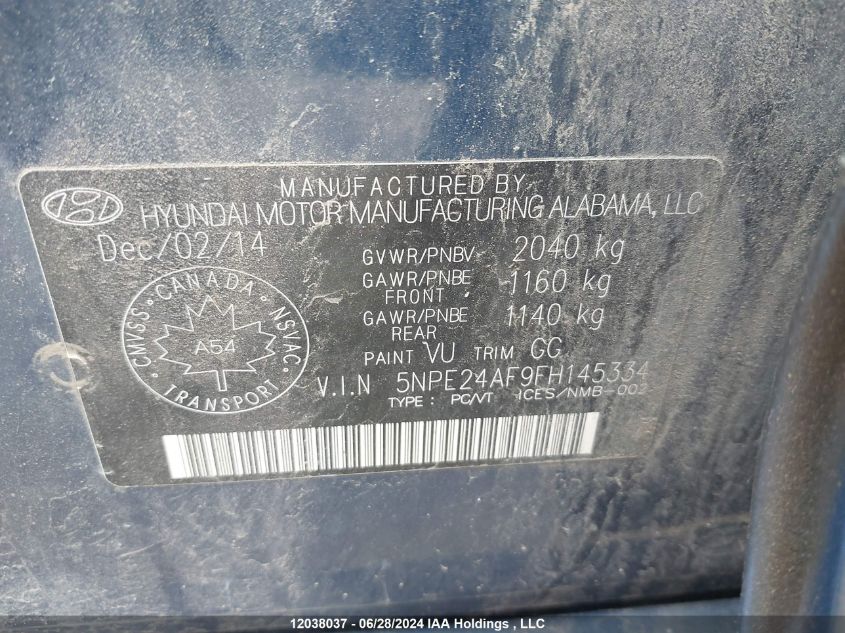 MANUFACTURED BY
HYUNDAI MOTOR MANUFACTURING ALABAMA, LLC
Dec/02/14
GVWR/PNBV 2040 kg
GAWR/PNBE FRONT 1160 kg
GAWR/PNBE REAR 1140 kg
PAINT VU TRIM GG
V.I.N 5NPE24AF9FH145334
TYPE : PC/VT ICES/NMB-002
CMVSS · CANADA · NSVAC
A54
TRANSPORT
12038037 - 06/28/2024 IAA Holdings , LLC